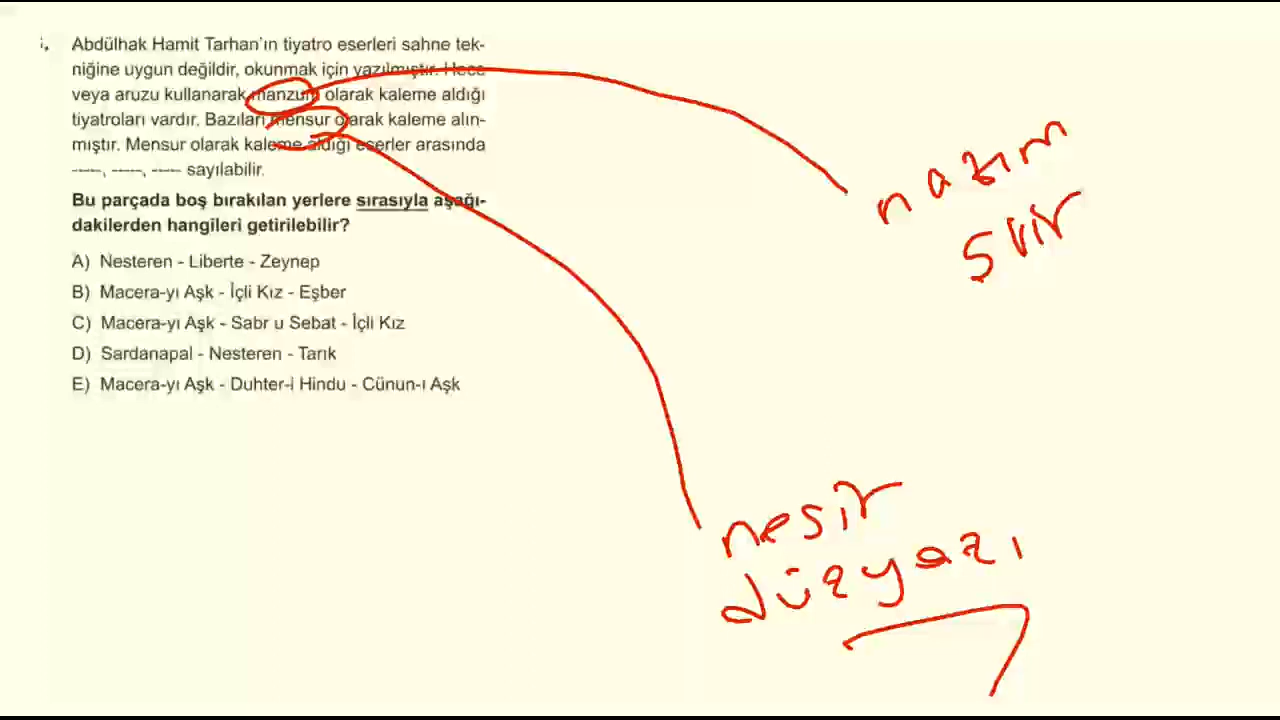 Abdülhak Hamit Tarhan'ın tiyatro eserleri sahne tek-
niğine uygun değildir, okunmak için yazılmıştır. Hece
veya aruzu kullanarak manzum olarak kaleme aldığı
tiyatroları vardır. Bazıları mensur olarak kaleme alın-
mıştır. Mensur olarak kaleme aldığı eserler arasında
----, ----, ---- sayılabilir.
Bu parçada boş bırakılan yerlere sırasıyla aşağı-
dakilerden hangileri getirilebilir?
A) Nesteren - Liberte - Zeynep
B) Macera-yı Aşk - İçli Kız - Eşber
C) Macera-yı Aşk - Sabr u Sebat - İçli Kız
D) Sardanapal - Nesteren - Tarık
E) Macera-yı Aşk - Duhter-i Hindu - Cünun-ı Aşk
nazım
şiir
nesir
düzyazı